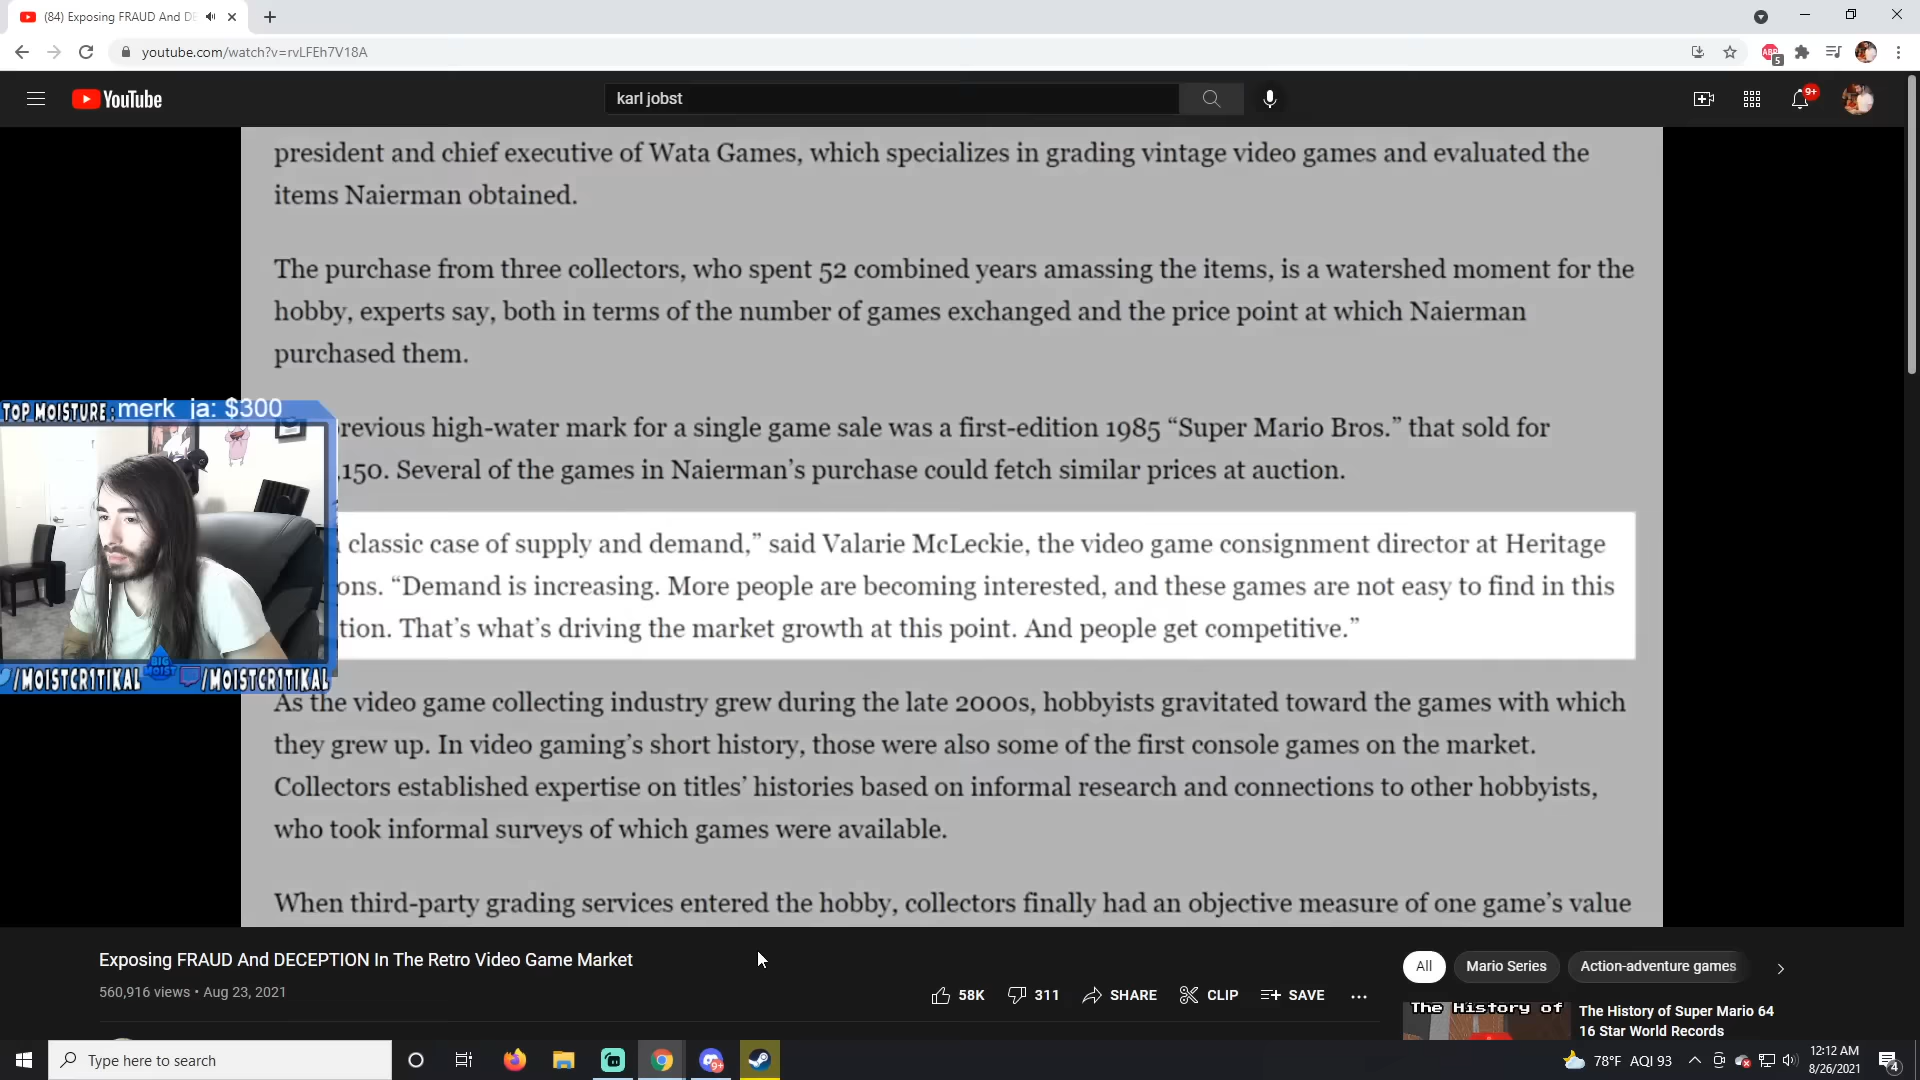 (84) Exposing FRAUD And DE
youtube.com/watch?v=rvLFEh7V18A
ABP
5
YouTube
karl jobst
9+
president and chief executive of Wata Games, which specializes in grading vintage video games and evaluated the
items Naierman obtained.
The purchase from three collectors, who spent 52 combined years amassing the items, is a watershed moment for the
hobby, experts say, both in terms of the number of games exchanged and the price point at which Naierman
purchased them.
revious high-water mark for a single game sale was a first-edition 1985 “Super Mario Bros.” that sold for
,150. Several of the games in Naierman’s purchase could fetch similar prices at auction.
classic case of supply and demand,” said Valarie McLeckie, the video game consignment director at Heritage
ons. “Demand is increasing. More people are becoming interested, and these games are not easy to find in this
tion. That’s what’s driving the market growth at this point. And people get competitive.”
TOP MOISTURE : merk_ja: $300
BIG
MOIST
/MOISTCR1TIKAL /MOISTCR1TIKAL
As the video game collecting industry grew during the late 2000s, hobbyists gravitated toward the games with which
they grew up. In video gaming’s short history, those were also some of the first console games on the market.
Collectors established expertise on titles’ histories based on informal research and connections to other hobbyists,
who took informal surveys of which games were available.
When third-party grading services entered the hobby, collectors finally had an objective measure of one game’s value
Exposing FRAUD And DECEPTION In The Retro Video Game Market
560,916 views • Aug 23, 2021
58K 311 SHARE CLIP SAVE
All Mario Series Action-adventure games
The History of
The History of Super Mario 64
16 Star World Records
Type here to search
9+
78°F AQI 93
12:12 AM
8/26/2021
4